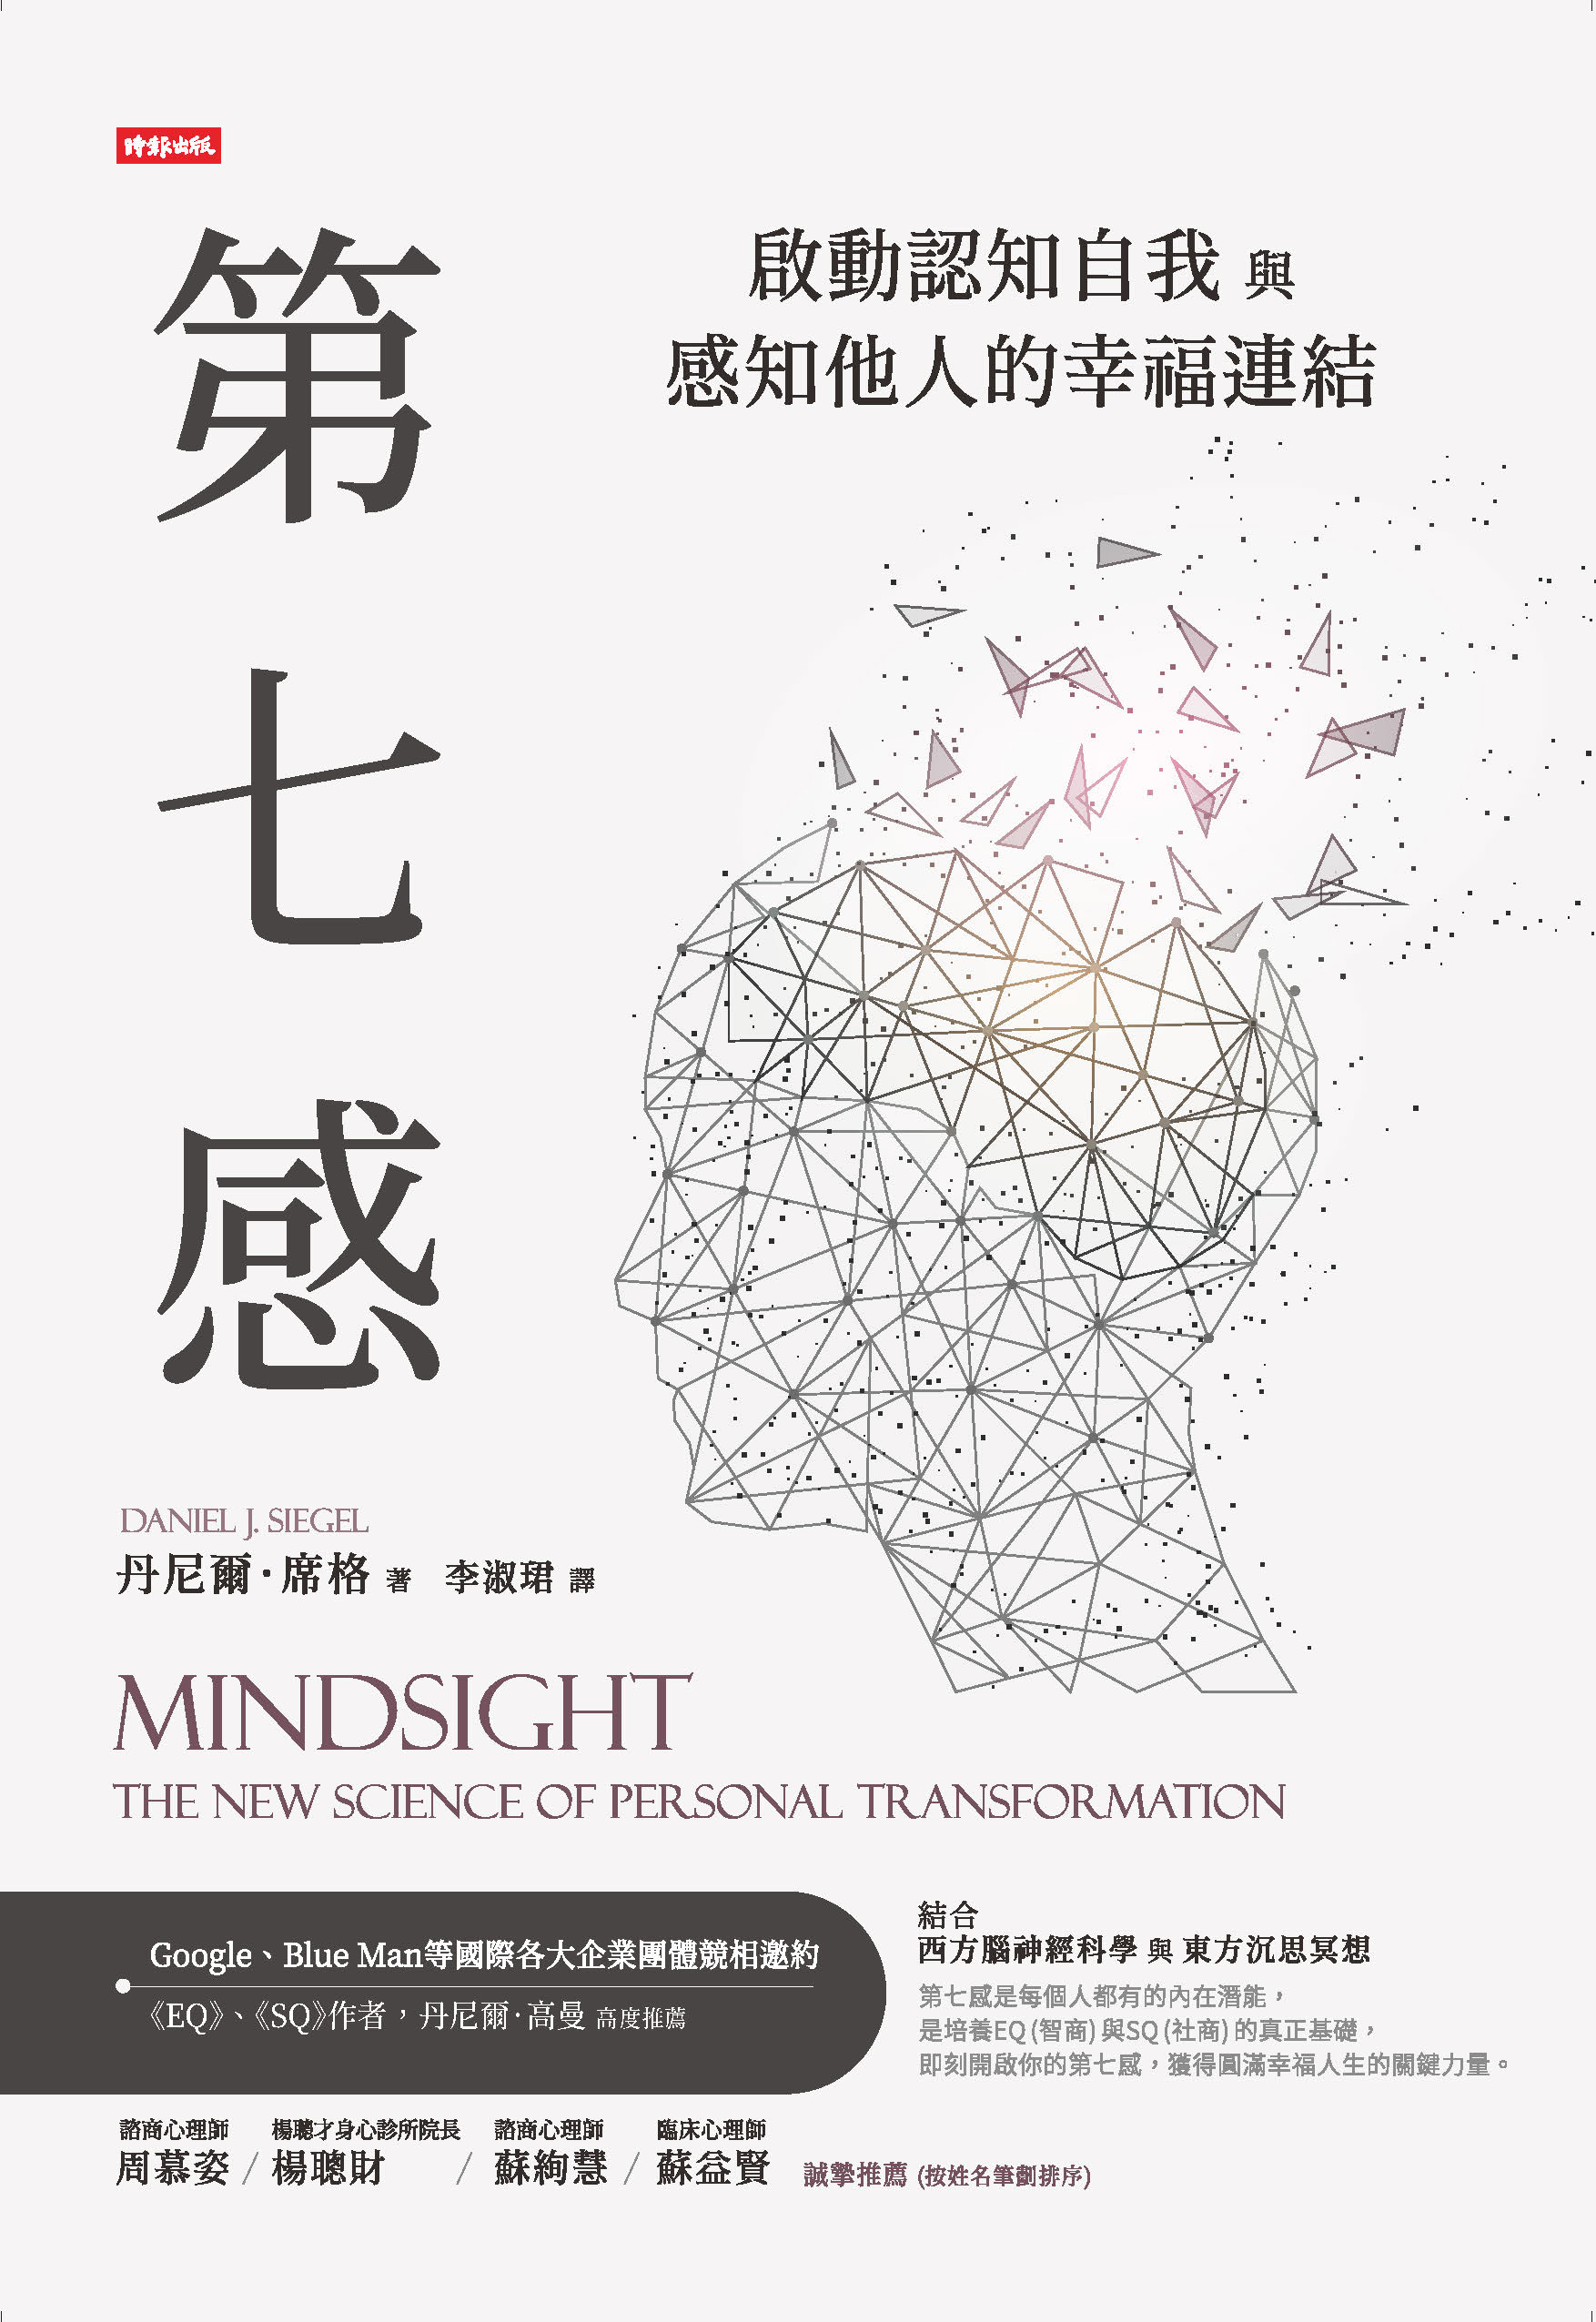 時報出版
第七感
啟動認知自我與
感知他人的幸福連結
DANIEL J. SIEGEL
丹尼爾·席格 著 李淑珺 譯
MINDSIGHT
THE NEW SCIENCE OF PERSONAL TRANSFORMATION
Google、Blue Man等國際各大企業團體競相邀約
《EQ》、《SQ》作者，丹尼爾·高曼 高度推薦
結合
西方腦神經科學 與 東方沉思冥想
第七感是每個人都有的內在潛能，
是培養EQ (智商) 與SQ (社商) 的真正基礎，
即刻開啟你的第七感，獲得圓滿幸福人生的關鍵力量。
諮商心理師 楊聰才身心診所院長 諮商心理師 臨床心理師
周慕姿 / 楊聰財 / 蘇絢慧 / 蘇益賢 誠摯推薦 (按姓名筆劃排序)